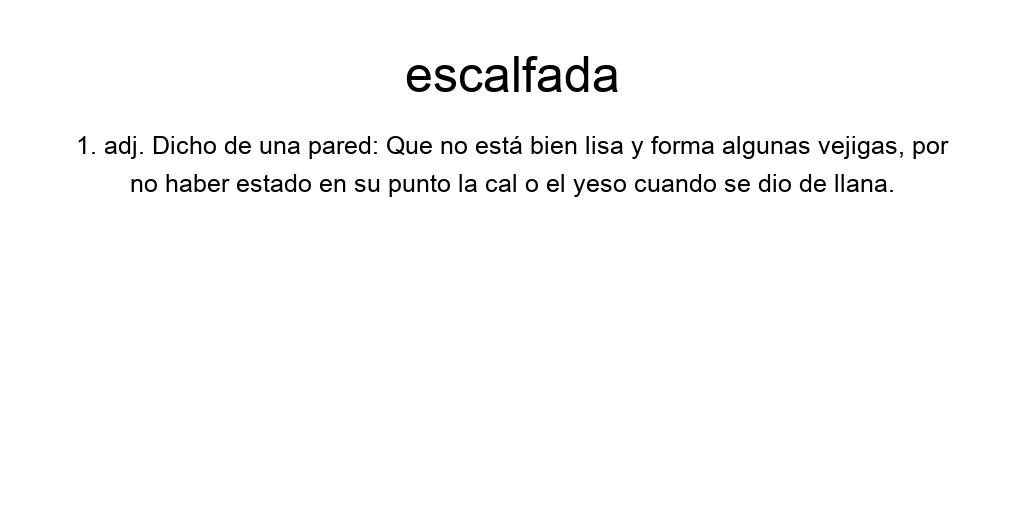 escalfada
1. adj. Dicho de una pared: Que no está bien lisa y forma algunas vejigas, por
no haber estado en su punto la cal o el yeso cuando se dio de llana.